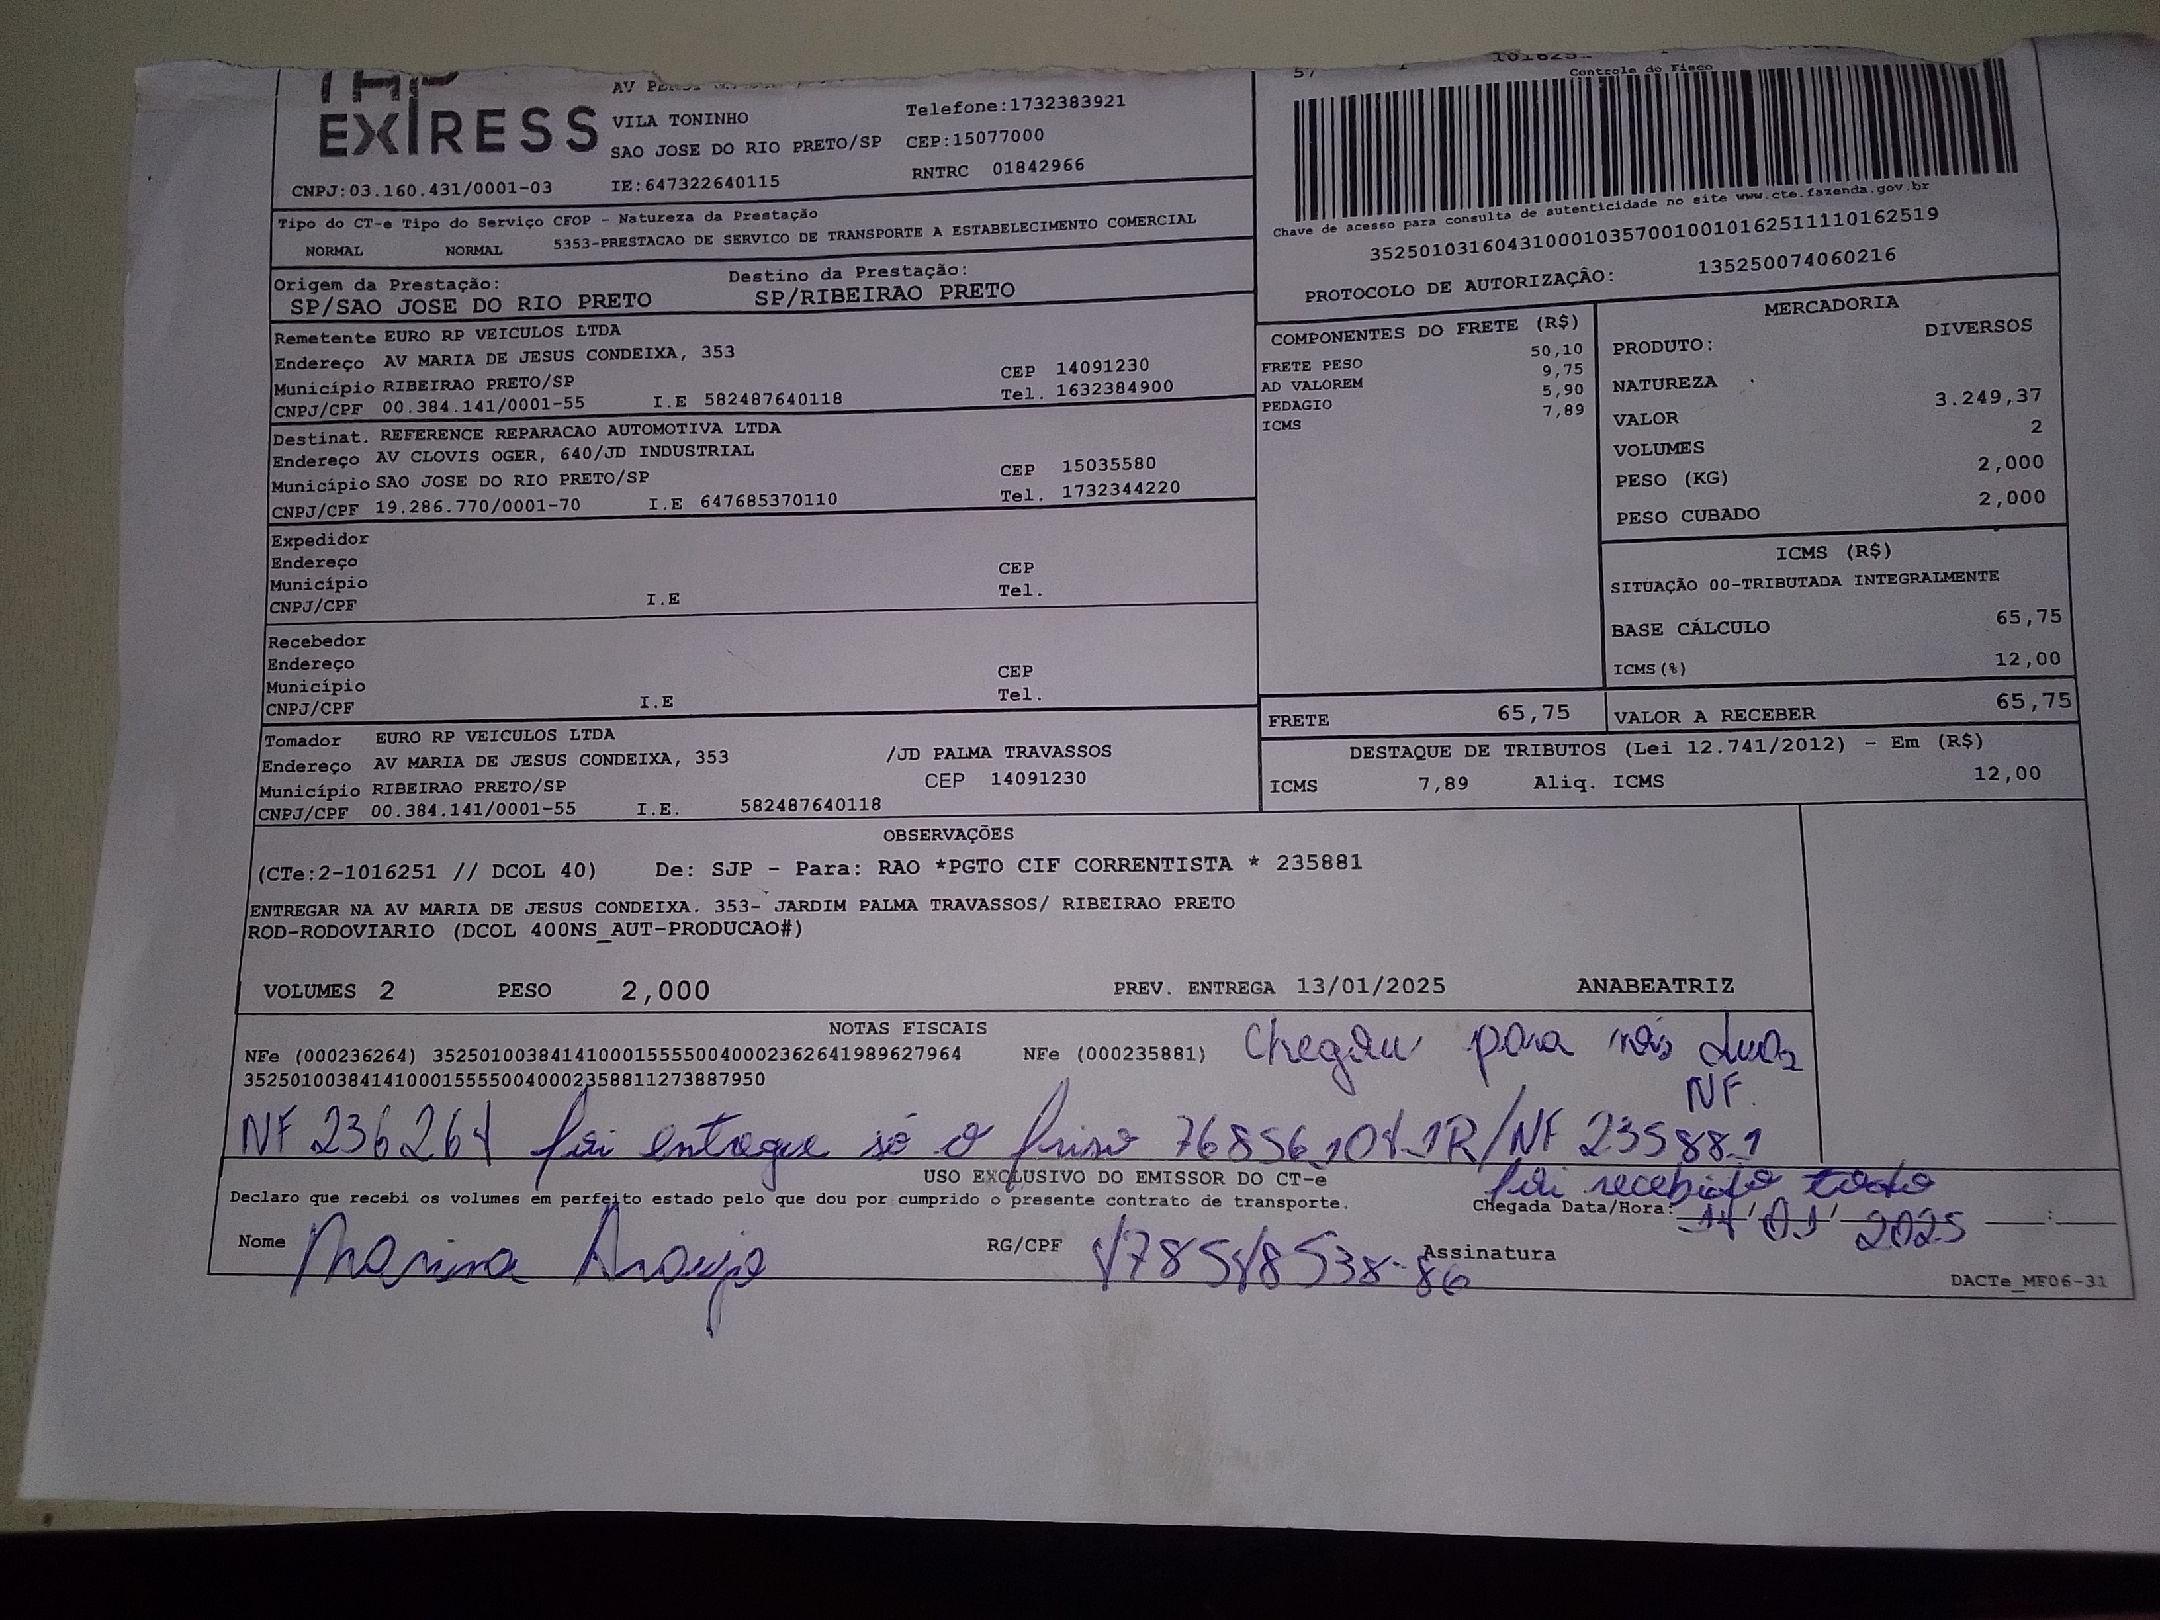 EXPRESS
VILA TONINHO
SAO JOSE DO RIO PRETO/SP
Telefone:1732383921
CEP:15077000
RNTRC 01842966
CNPJ:03.160.431/0001-03 IE:647322640115
Controle do Fisco
Chave de acesso para consulta de autenticidade no site www.cte.fazenda.gov.br
35250103160431000103570010010162511110162519
PROTOCOLO DE AUTORIZAÇÃO: 135250074060216
Tipo do CT-e Tipo do Serviço CFOP - Natureza da Prestação
NORMAL NORMAL 5353-PRESTACAO DE SERVICO DE TRANSPORTE A ESTABELECIMENTO COMERCIAL
Origem da Prestação: Destino da Prestação:
SP/SAO JOSE DO RIO PRETO SP/RIBEIRAO PRETO
Remetente EURO RP VEICULOS LTDA
Endereço AV MARIA DE JESUS CONDEIXA, 353
Município RIBEIRAO PRETO/SP CEP 14091230
CNPJ/CPF 00.384.141/0001-55 I.E 582487640118 Tel. 1632384900
Destinat. REFERENCE REPARACAO AUTOMOTIVA LTDA
Endereço AV CLOVIS OGER, 640/JD INDUSTRIAL
Município SAO JOSE DO RIO PRETO/SP CEP 15035580
CNPJ/CPF 19.286.770/0001-70 I.E 647685370110 Tel. 1732344220
Expedidor
Endereço
Município CEP
CNPJ/CPF I.E Tel.
Recebedor
Endereço
Município CEP
CNPJ/CPF I.E Tel.
Tomador EURO RP VEICULOS LTDA
Endereço AV MARIA DE JESUS CONDEIXA, 353 /JD PALMA TRAVASSOS
Município RIBEIRAO PRETO/SP CEP 14091230
CNPJ/CPF 00.384.141/0001-55 I.E. 582487640118
COMPONENTES DO FRETE (R$)
FRETE PESO 50,10
AD VALOREM 9,75
PEDAGIO 5,90
ICMS 7,89
MERCADORIA
PRODUTO: DIVERSOS
NATUREZA
VALOR 3.249,37
VOLUMES 2
PESO (KG) 2,000
PESO CUBADO 2,000
ICMS (R$)
SITUAÇÃO 00-TRIBUTADA INTEGRALMENTE
BASE CÁLCULO 65,75
ICMS(%) 12,00
FRETE 65,75 VALOR A RECEBER 65,75
DESTAQUE DE TRIBUTOS (Lei 12.741/2012) - Em (R$)
ICMS 7,89 Aliq. ICMS 12,00
OBSERVAÇÕES
(CTe:2-1016251 // DCOL 40) De: SJP - Para: RAO *PGTO CIF CORRENTISTA * 235881
ENTREGAR NA AV MARIA DE JESUS CONDEIXA. 353- JARDIM PALMA TRAVASSOS/ RIBEIRAO PRETO
ROD-RODOVIARIO (DCOL 400NS_AUT-PRODUCAO#)
VOLUMES 2 PESO 2,000 PREV. ENTREGA 13/01/2025 ANABEATRIZ
NOTAS FISCAIS
NFe (000236264) 35250100384141000155550040002362641989627964 NFe (000235881)
35250100384141000155550040002358811273887950
Chegou para nós duas
NF.
NF 236264 foi entregue só o friso 76856,104.1R/NF 235881
foi recebido todo
USO EXCLUSIVO DO EMISSOR DO CT-e
Declaro que recebi os volumes em perfeito estado pelo que dou por cumprido o presente contrato de transporte.
Chegada Data/Hora: 14/01/2025 :
Nome Marina Araujo RG/CPF Assinatura
DACTe_MF06-31